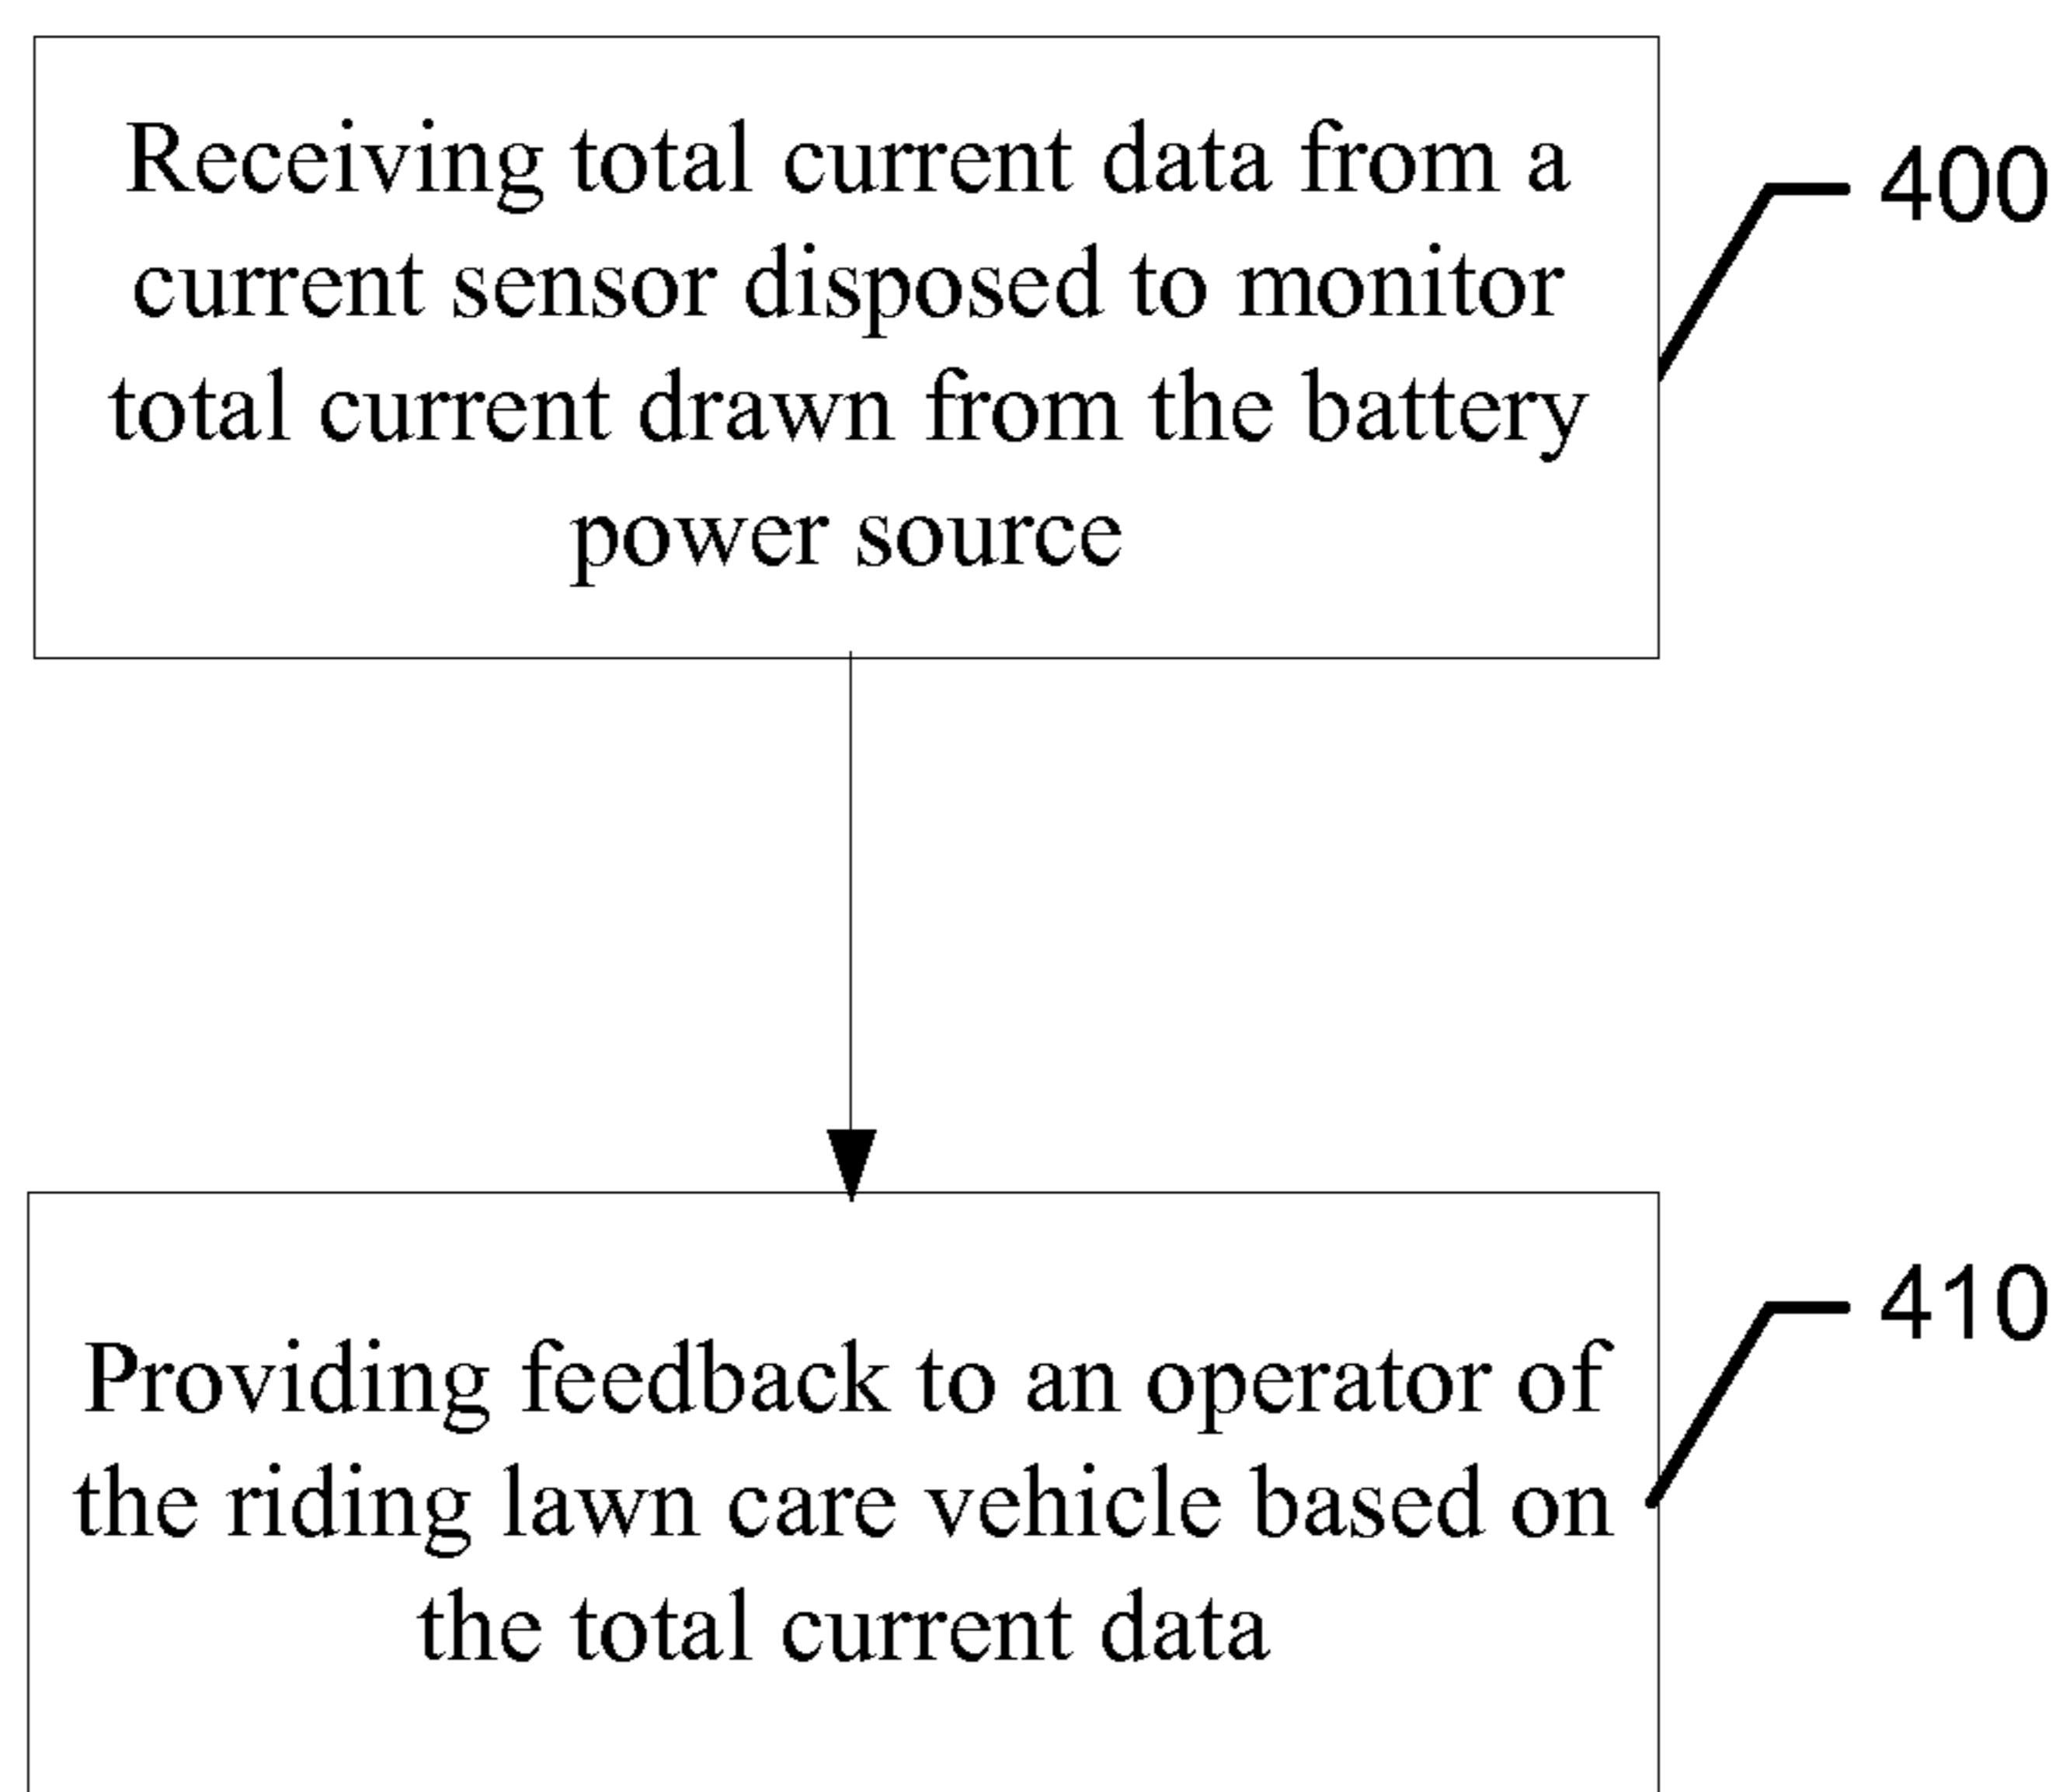 Receiving total current data from a
current sensor disposed to monitor
total current drawn from the battery
power source
400
Providing feedback to an operator of
the riding lawn care vehicle based on
the total current data
410